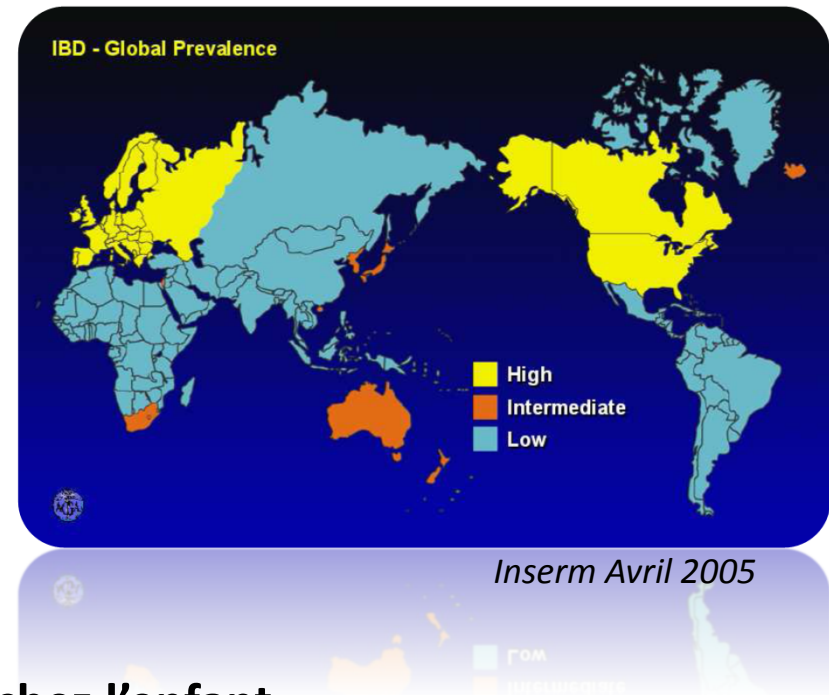 IBD - Global Prevalence
High
Intermediate
Low
Inserm Avril 2005
chez l'enfant